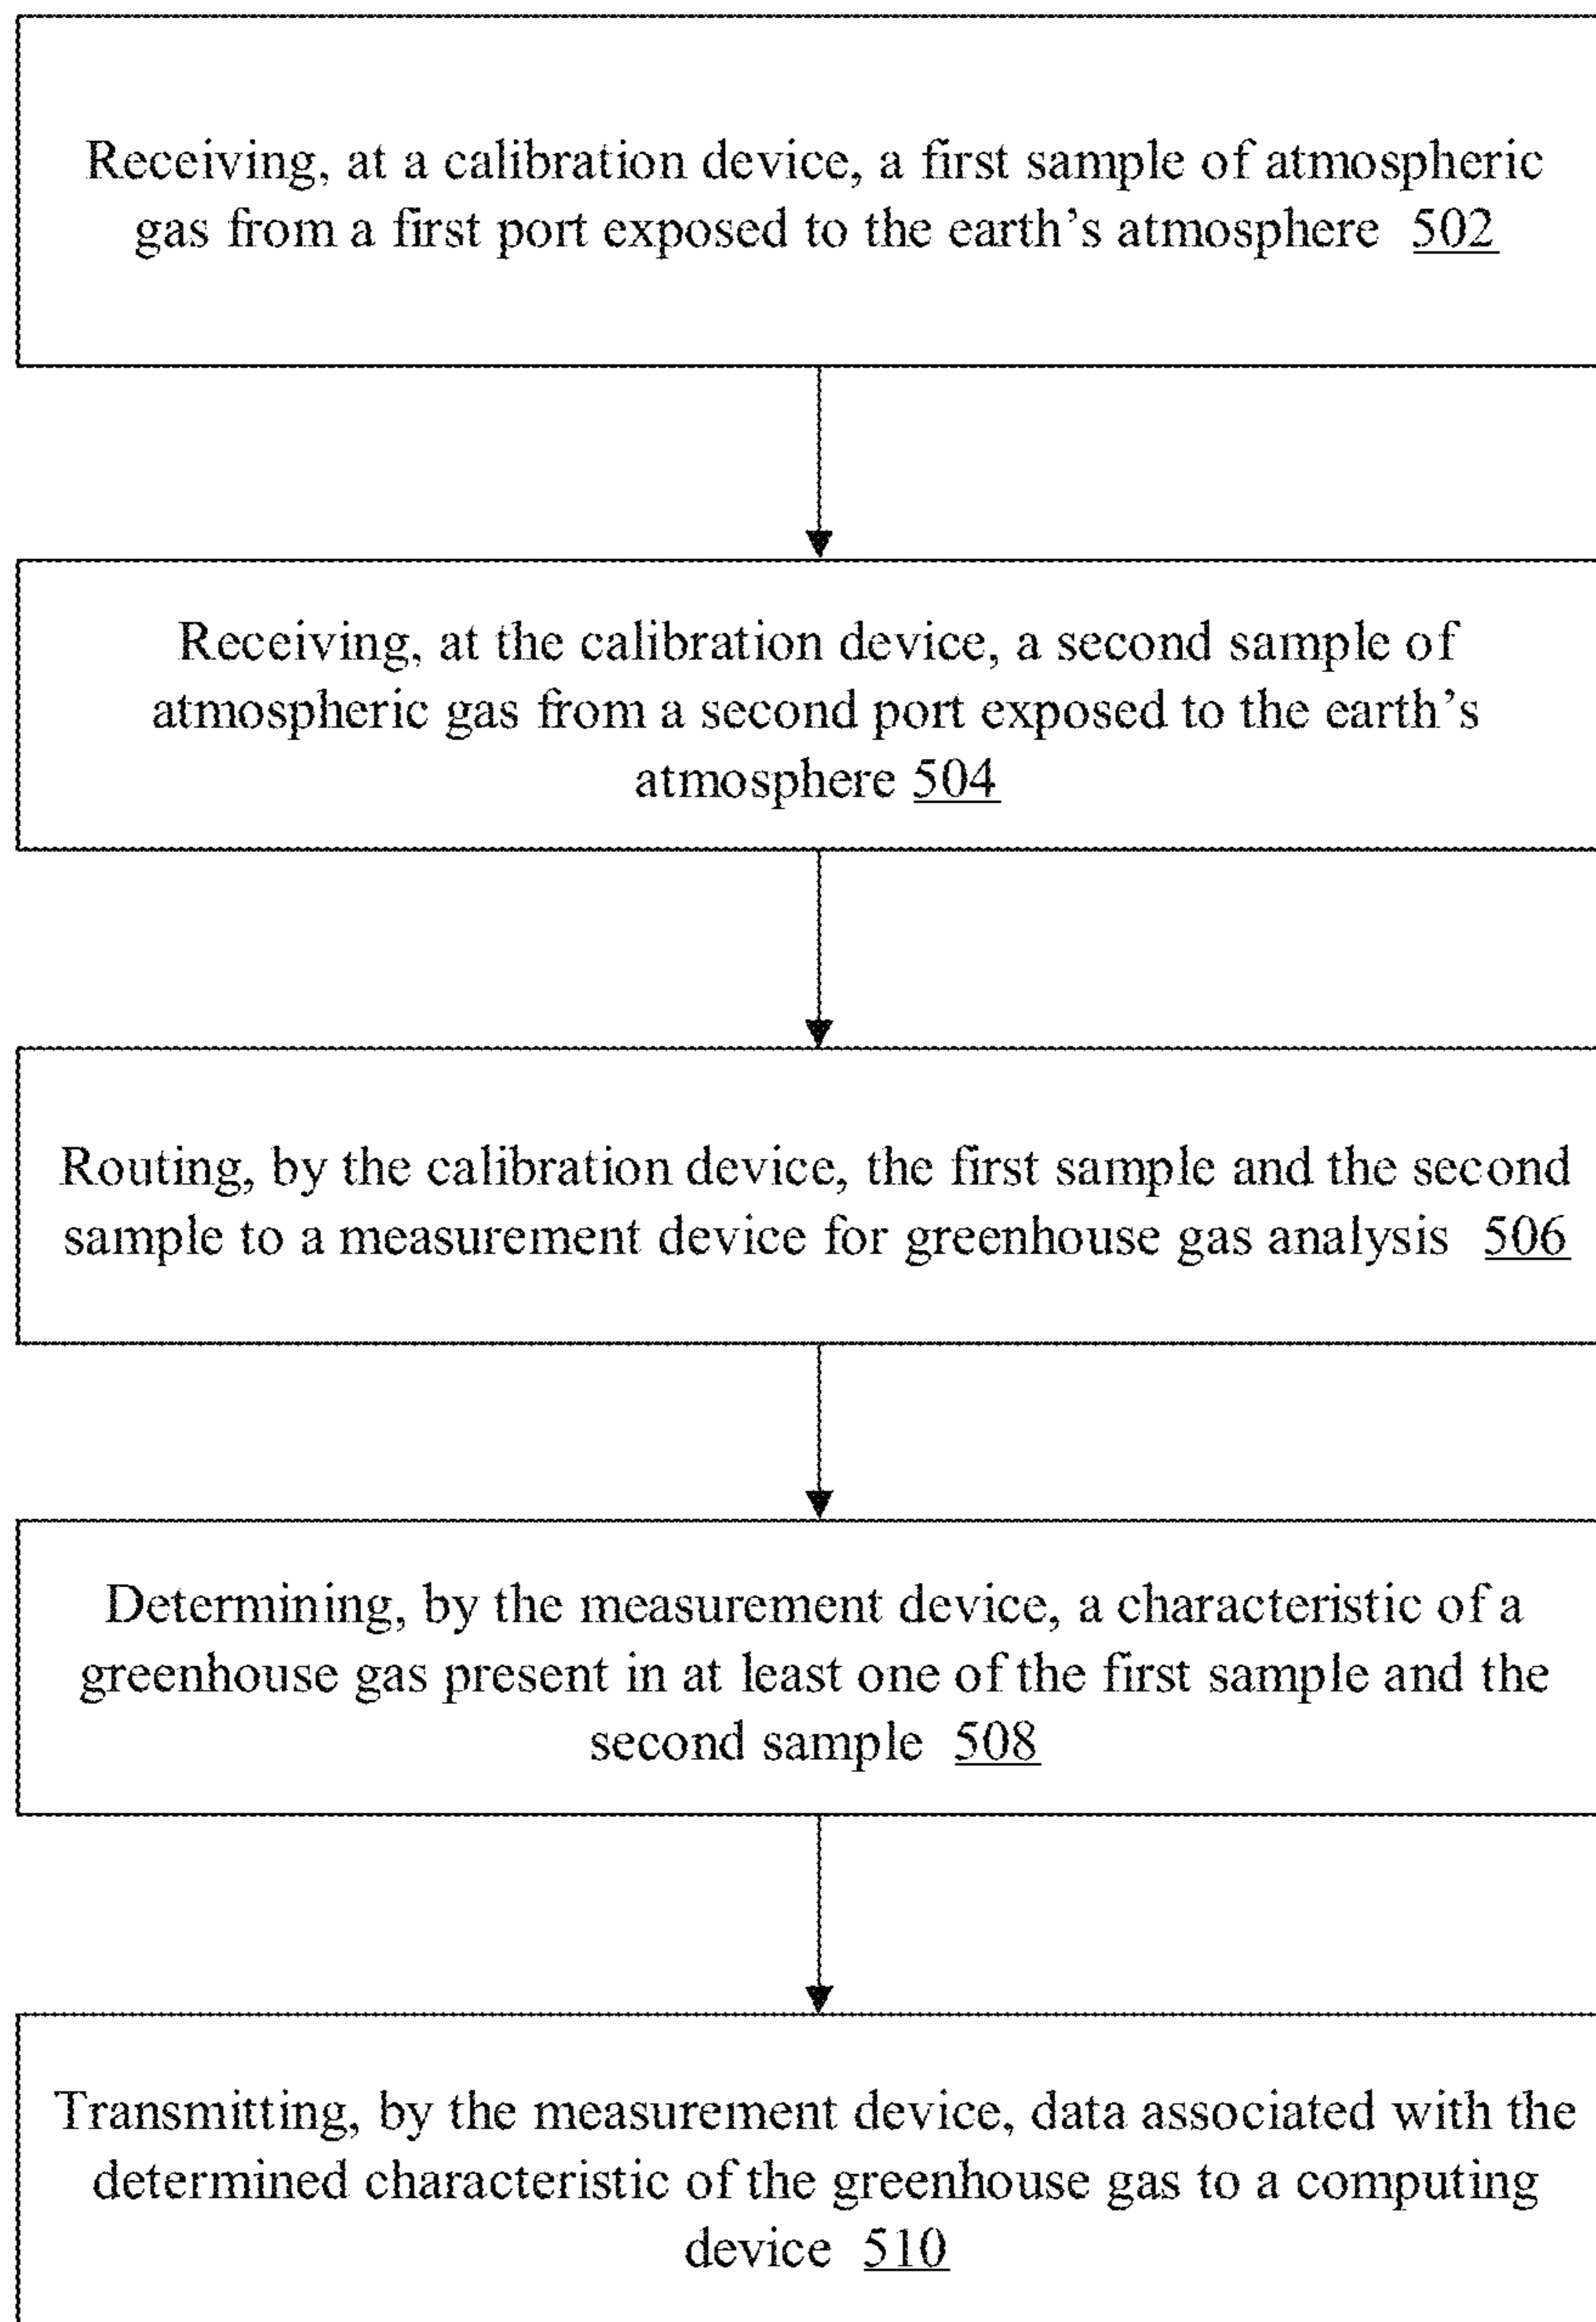 Receiving, at a calibration device, a first sample of atmospheric
gas from a first port exposed to the earth’s atmosphere 502
Receiving, at the calibration device, a second sample of
atmospheric gas from a second port exposed to the earth’s
atmosphere 504
Routing, by the calibration device, the first sample and the second
sample to a measurement device for greenhouse gas analysis 506
Determining, by the measurement device, a characteristic of a
greenhouse gas present in at least one of the first sample and the
second sample 508
Transmitting, by the measurement device, data associated with the
determined characteristic of the greenhouse gas to a computing
device 510